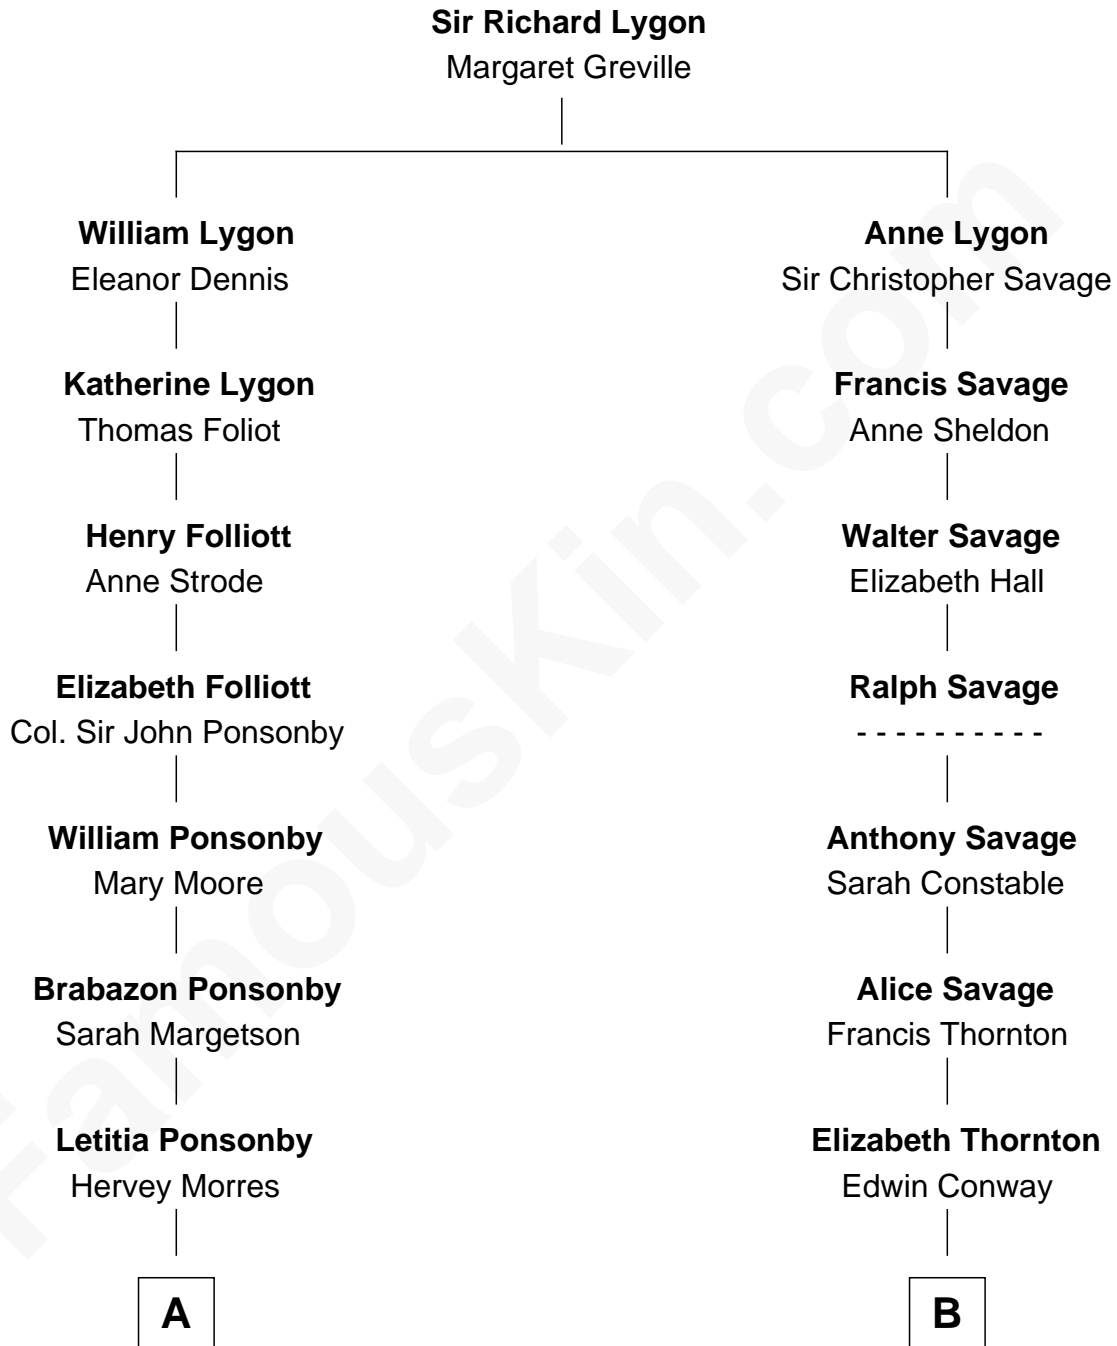 Sir Richard Lygon
Margaret Greville
William Lygon
Eleanor Dennis
Anne Lygon
Sir Christopher Savage
Katherine Lygon
Thomas Foliot
Francis Savage
Anne Sheldon
Henry Folliott
Anne Strode
Walter Savage
Elizabeth Hall
Elizabeth Folliott
Col. Sir John Ponsonby
Ralph Savage
- - - - - - - - - -
William Ponsonby
Mary Moore
Anthony Savage
Sarah Constable
Brabazon Ponsonby
Sarah Margetson
Alice Savage
Francis Thornton
Letitia Ponsonby
Hervey Morres
Elizabeth Thornton
Edwin Conway
A
B
FamousKin.com